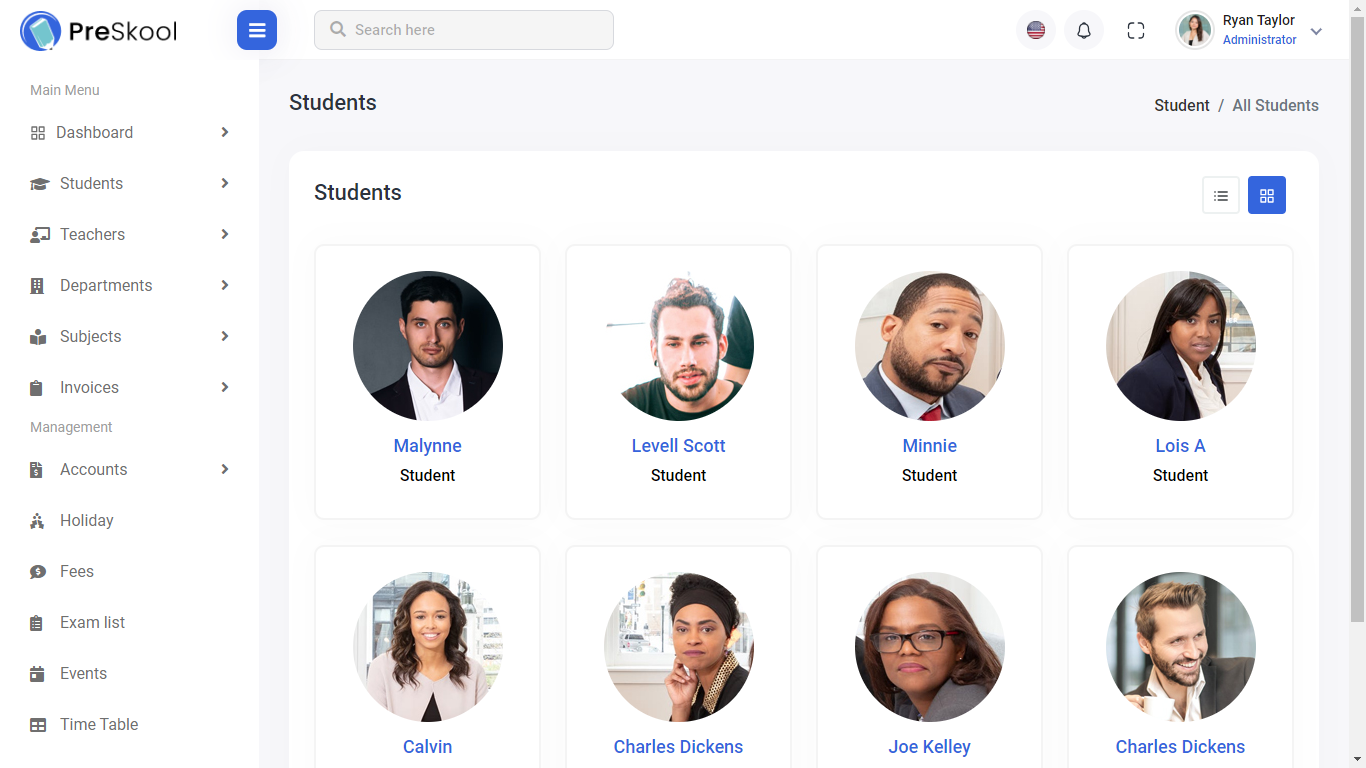 PreSkool
Search here
Ryan Taylor
Administrator
Main Menu
Dashboard
Students
Teachers
Departments
Subjects
Invoices
Management
Accounts
Holiday
Fees
Exam list
Events
Time Table
Students
Student / All Students
Students
Malynne
Student
Levell Scott
Student
Minnie
Student
Lois A
Student
Calvin
Charles Dickens
Joe Kelley
Charles Dickens